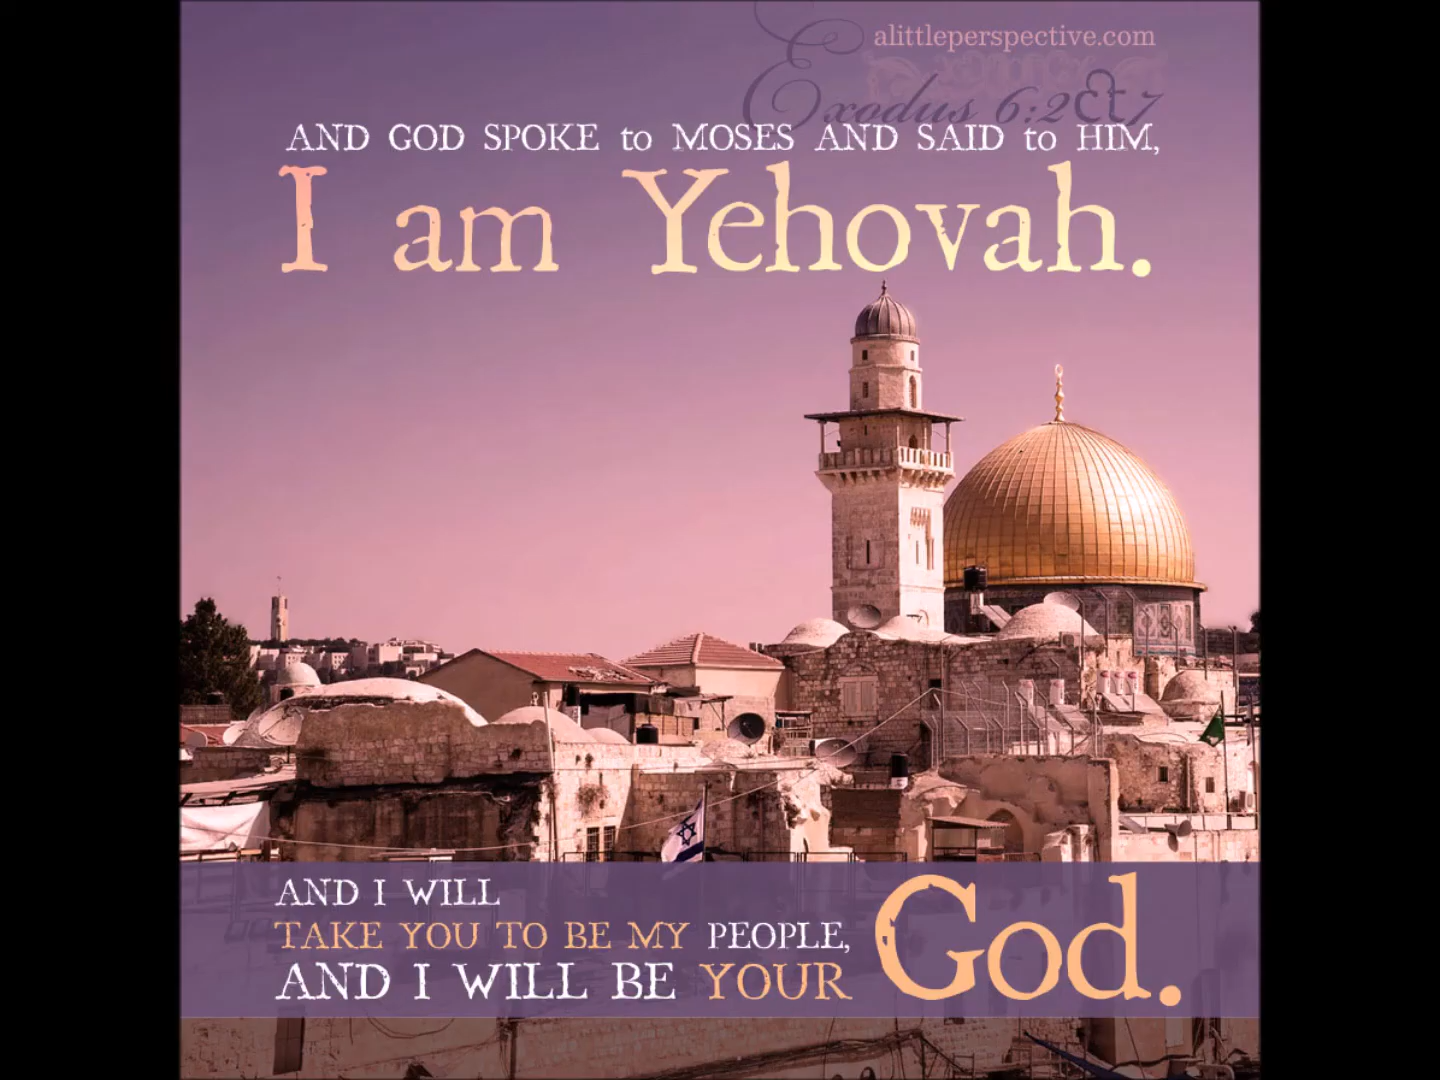 alittleperspective.com
Exodus 6:2 & 7
AND GOD SPOKE to MOSES AND SAID to HIM,
I am Yehovah.
AND I WILL
TAKE YOU TO BE MY PEOPLE,
AND I WILL BE YOUR God.